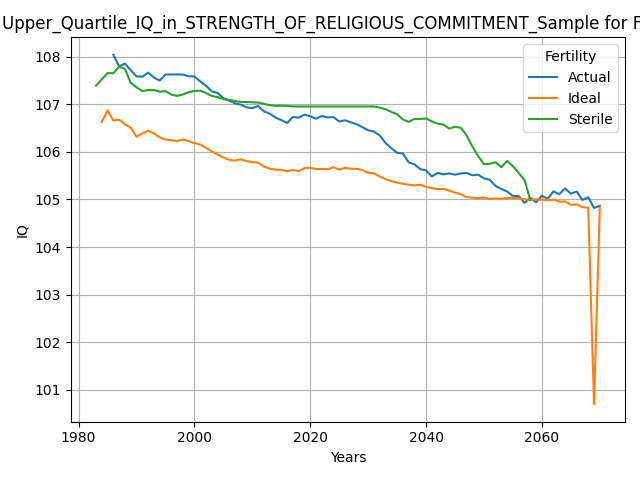 Upper_Quartile_IQ_in_STRENGTH_OF_RELIGIOUS_COMMITMENT_Sample for F
Fertility
Actual
Ideal
Sterile
108
107
106
105
104
103
102
101
IQ
1980 2000 2020 2040 2060
Years